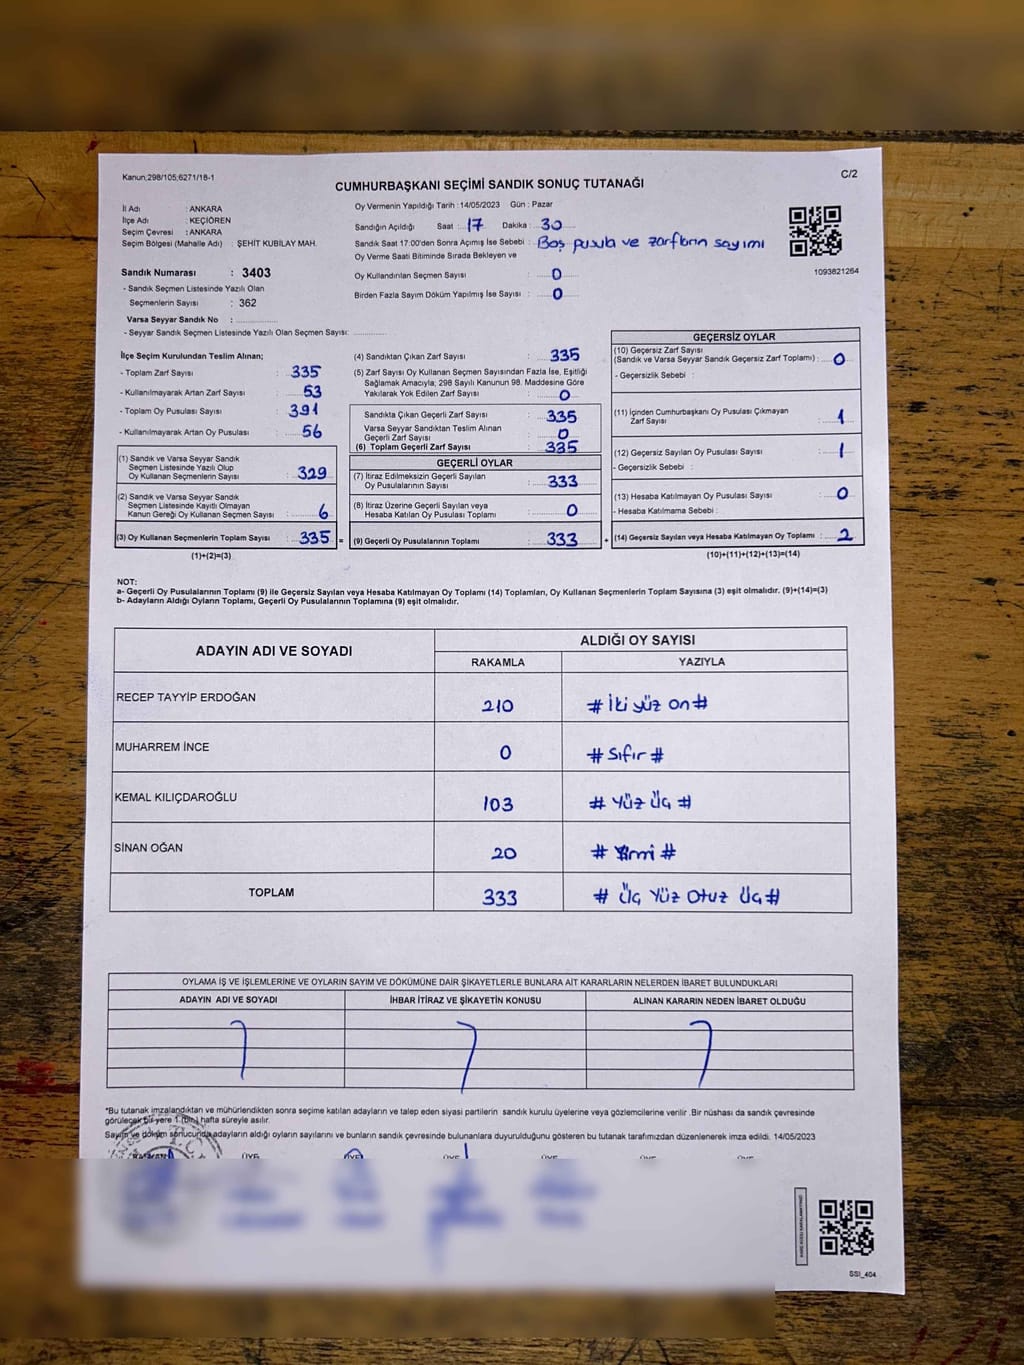 Kanun;298/105;6271/18-1
C/2
CUMHURBAŞKANI SEÇİMİ SANDIK SONUÇ TUTANAĞI
İl Adı : ANKARA
İlçe Adı : KEÇİÖREN
Seçim Çevresi : ANKARA
Seçim Bölgesi (Mahalle Adı) : ŞEHİT KUBILAY MAH.
Sandık Numarası : 3403
- Sandık Seçmen Listesinde Yazılı Olan
Seçmenlerin Sayısı : 362
Varsa Seyyar Sandık No :
- Seyyar Sandık Seçmen Listesinde Yazılı Olan Seçmen Sayısı:
Oy Vermenin Yapıldığı Tarih : 14/05/2023 Gün : Pazar
Sandığın Açıldığı Saat : 17 Dakika : 30
Sandık Saat 17:00'den Sonra Açımış İse Sebebi : Boş pusula ve zarfların sayımı
Oy Verme Saati Bitiminde Sırada Bekleyen ve
Oy Kullandırılan Seçmen Sayısı : 0
Birden Fazla Sayım Döküm Yapılmış İse Sayısı : 0
1093821264
İlçe Seçim Kurulundan Teslim Alınan;
- Toplam Zarf Sayısı : 335
- Kullanılmayarak Artan Zarf Sayısı : 53
- Toplam Oy Pusulası Sayısı : 391
- Kullanılmayarak Artan Oy Pusulası : 56
(1) Sandık ve Varsa Seyyar Sandık
Seçmen Listesinde Yazılı Olup
Oy Kullanan Seçmenlerin Sayısı : 329
(2) Sandık ve Varsa Seyyar Sandık
Seçmen Listesinde Kayıtlı Olmayan
Kanun Gereği Oy Kullanan Seçmen Sayısı : 6
(3) Oy Kullanan Seçmenlerin Toplam Sayısı : 335 =
(1)+(2)=(3)
(4) Sandıktan Çıkan Zarf Sayısı : 335
(5) Zarf Sayısı Oy Kullanan Seçmen Sayısından Fazla İse, Eşitliği
Sağlamak Amacıyla; 298 Sayılı Kanunun 98. Maddesine Göre
Yakılarak Yok Edilen Zarf Sayısı : 0
Sandıkta Çıkan Geçerli Zarf Sayısı : 335
Varsa Seyyar Sandıktan Teslim Alınan
Geçerli Zarf Sayısı : 0
(6) Toplam Geçerli Zarf Sayısı : 335
GEÇERLİ OYLAR
(7) İtiraz Edilmeksizin Geçerli Sayılan
Oy Pusulalarının Sayısı : 333
(8) İtiraz Üzerine Geçerli Sayılan veya
Hesaba Katılan Oy Pusulası Toplamı : 0
(9) Geçerli Oy Pusulalarının Toplamı : 333 +
GEÇERSİZ OYLAR
(10) Geçersiz Zarf Sayısı
(Sandık ve Varsa Seyyar Sandık Geçersiz Zarf Toplamı) : 0
- Geçersizlik Sebebi :
(11) İçinden Cumhurbaşkanı Oy Pusulası Çıkmayan
Zarf Sayısı : 1
(12) Geçersiz Sayılan Oy Pusulası Sayısı : 1
- Geçersizlik Sebebi :
(13) Hesaba Katılmayan Oy Pusulası Sayısı : 0
- Hesaba Katılmama Sebebi :
(14) Geçersiz Sayılan veya Hesaba Katılmayan Oy Toplamı : 2
(10)+(11)+(12)+(13)=(14)
NOT:
a- Geçerli Oy Pusulalarının Toplamı (9) ile Geçersiz Sayılan veya Hesaba Katılmayan Oy Toplamı (14) Toplamları, Oy Kullanan Seçmenlerin Toplam Sayısına (3) eşit olmalıdır. (9)+(14)=(3)
b- Adayların Aldığı Oyların Toplamı, Geçerli Oy Pusulalarının Toplamına (9) eşit olmalıdır.
ADAYIN ADI VE SOYADI ALDIĞI OY SAYISI
RAKAMLA YAZIYLA
RECEP TAYYİP ERDOĞAN 210 # İki yüz on #
MUHARREM İNCE 0 # Sıfır #
KEMAL KILIÇDAROĞLU 103 # Yüz Üç #
SİNAN OĞAN 20 # Yirmi #
TOPLAM 333 # Üç Yüz Otuz Üç #
OYLAMA İŞ VE İŞLEMLERİNE VE OYLARIN SAYIM VE DÖKÜMÜNE DAİR ŞİKAYETLERLE BUNLARA AİT KARARLARIN NELERDEN İBARET BULUNDUKLARI
ADAYIN ADI VE SOYADI İHBAR İTİRAZ VE ŞİKAYETİN KONUSU ALINAN KARARIN NEDEN İBARET OLDUĞU
*Bu tutanak imzalandıktan ve mühürlendikten sonra seçime katılan adayların ve talep eden siyasi partilerin sandık kurulu üyelerine veya gözlemcilerine verilir .Bir nüshası da sandık çevresinde
görülecek bir yere 1 (bir) hafta süreyle asılır.
Sayım ve döküm sonucunda adayların aldığı oyların sayılarını ve bunların sandık çevresinde bulunanlara duyurulduğunu gösteren bu tutanak tarafımızdan düzenlenerek imza edildi. 14/05/2023
SSI_404